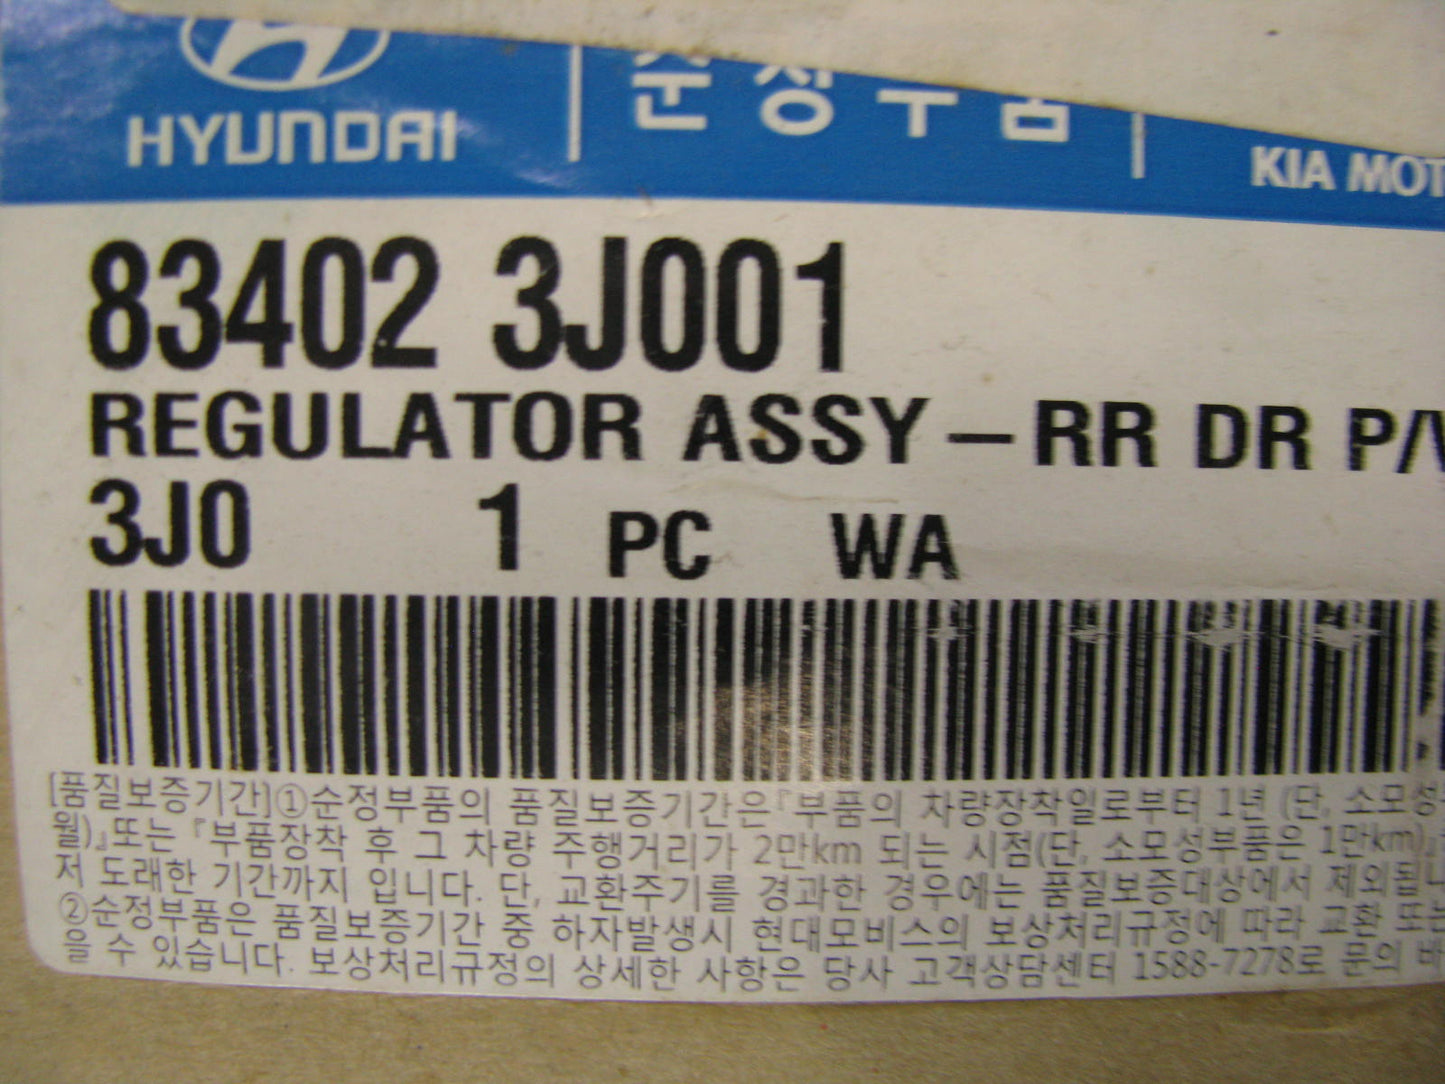 HYUNDAI
순정부품
KIA MOT
83402 3J001
REGULATOR ASSY-RR DR P/
3J0 1 PC WA
[품질보증기간]①순정부품의 품질보증기간은『부품의 차량장착일로부터 1년 (단, 소모성
월)』또는 『부품장착 후 그 차량 주행거리가 2만km 되는 시점(단, 소모성부품은 1만km)』
저 도래한 기간까지 입니다. 단, 교환주기를 경과한 경우에는 품질보증대상에서 제외됩니
②순정부품은 품질보증기간 중 하자발생시 현대모비스의 보상처리규정에 따라 교환 또는
을 수 있습니다. 보상처리규정의 상세한 사항은 당사 고객상담센터 1588-7278로 문의 바